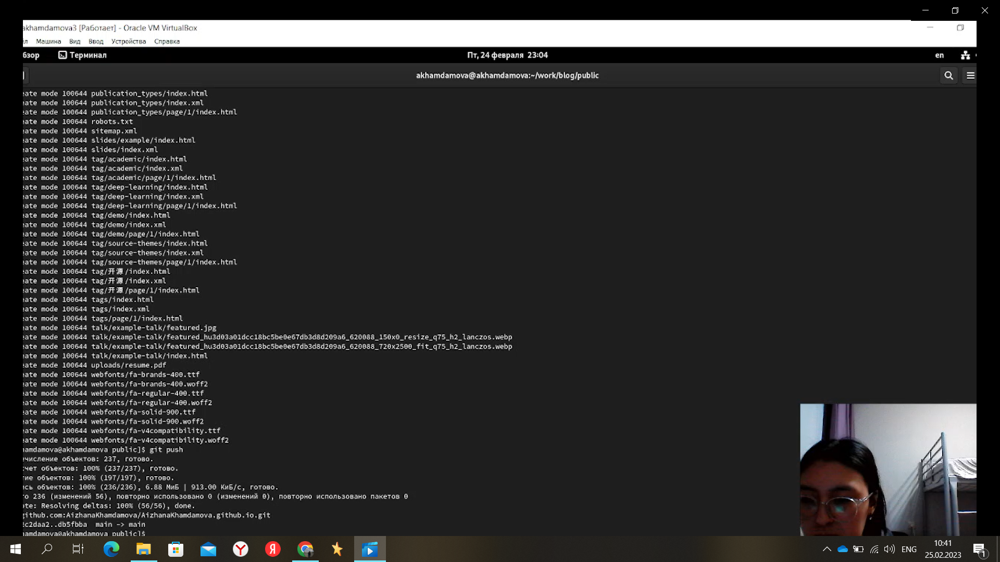 akhamdamova3 [Работает] - Oracle VM VirtualBox
Машина Вид Ввод Устройства Справка
Терминал
Пт, 24 февраля 23:04
en
akhamdamova@akhamdamova:~/work/blog/public
eate mode 100644 publication_types/index.html
eate mode 100644 publication_types/index.xml
eate mode 100644 publication_types/page/1/index.html
eate mode 100644 robots.txt
eate mode 100644 sitemap.xml
eate mode 100644 slides/example/index.html
eate mode 100644 slides/index.xml
eate mode 100644 tag/academic/index.html
eate mode 100644 tag/academic/index.xml
eate mode 100644 tag/academic/page/1/index.html
eate mode 100644 tag/deep-learning/index.html
eate mode 100644 tag/deep-learning/index.xml
eate mode 100644 tag/deep-learning/page/1/index.html
eate mode 100644 tag/demo/index.html
eate mode 100644 tag/demo/index.xml
eate mode 100644 tag/demo/page/1/index.html
eate mode 100644 tag/source-themes/index.html
eate mode 100644 tag/source-themes/index.xml
eate mode 100644 tag/source-themes/page/1/index.html
eate mode 100644 tag/开源/index.html
eate mode 100644 tag/开源/index.xml
eate mode 100644 tag/开源/page/1/index.html
eate mode 100644 tags/index.html
eate mode 100644 tags/index.xml
eate mode 100644 tags/page/1/index.html
eate mode 100644 talk/example-talk/featured.jpg
eate mode 100644 talk/example-talk/featured_hu3d03a01dcc18bc5be0e67db3d8d209a6_620088_150x0_resize_q75_h2_lanczos.webp
eate mode 100644 talk/example-talk/featured_hu3d03a01dcc18bc5be0e67db3d8d209a6_620088_720x2500_fit_q75_h2_lanczos.webp
eate mode 100644 talk/example-talk/index.html
eate mode 100644 uploads/resume.pdf
eate mode 100644 webfonts/fa-brands-400.ttf
eate mode 100644 webfonts/fa-brands-400.woff2
eate mode 100644 webfonts/fa-regular-400.ttf
eate mode 100644 webfonts/fa-regular-400.woff2
eate mode 100644 webfonts/fa-solid-900.ttf
eate mode 100644 webfonts/fa-solid-900.woff2
eate mode 100644 webfonts/fa-v4compatibility.ttf
eate mode 100644 webfonts/fa-v4compatibility.woff2
hamdamova@akhamdamova public]$ git push
ечисление объектов: 237, готово.
счет объектов: 100% (237/237), готово.
тие объектов: 100% (197/197), готово.
ись объектов: 100% (236/236), 6.88 МиБ | 913.00 КиБ/с, готово.
го 236 (изменений 56), повторно использовано 0 (изменений 0), повторно использовано пакетов 0
ote: Resolving deltas: 100% (56/56), done.
github.com:AizhanaKhamdamova/AizhanaKhamdamova.github.io.git
2c2daa2..db5fbba main -> main
hamdamova@akhamdamova public]$
ENG
10:41
25.02.2023
1